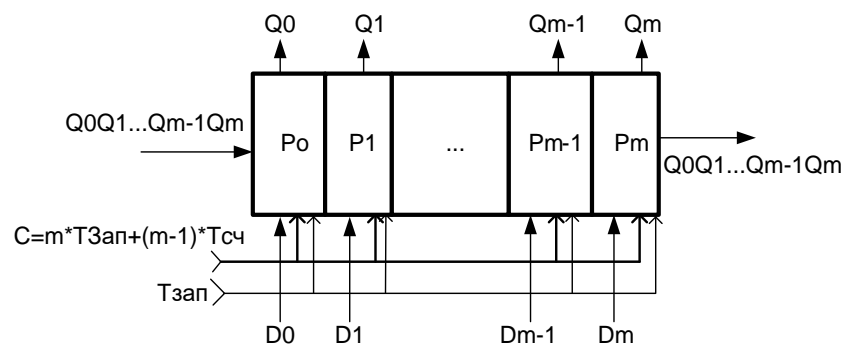 Q0 Q1 Qm-1 Qm
Q0Q1...Qm-1Qm
Po P1 ... Pm-1 Pm
Q0Q1...Qm-1Qm
C=m*TЗап+(m-1)*Tсч
Tзап
D0 D1 Dm-1 Dm